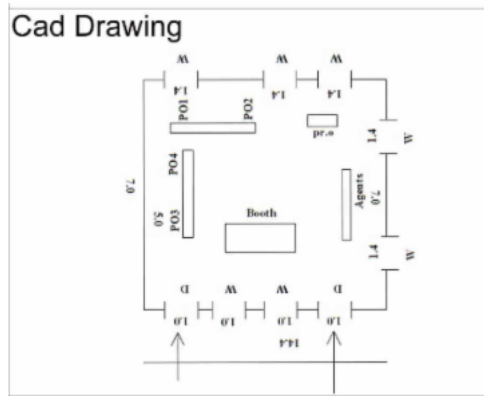 Cad Drawing
W W W
1.4 1.4 1.4
PO1 PO2
pr.o
1.4 W
PO4
7.0
5.0
PO3
Agents
7.0
Booth
1.4 W
D W W D
1.0 1.0 1.0 1.0
14.4